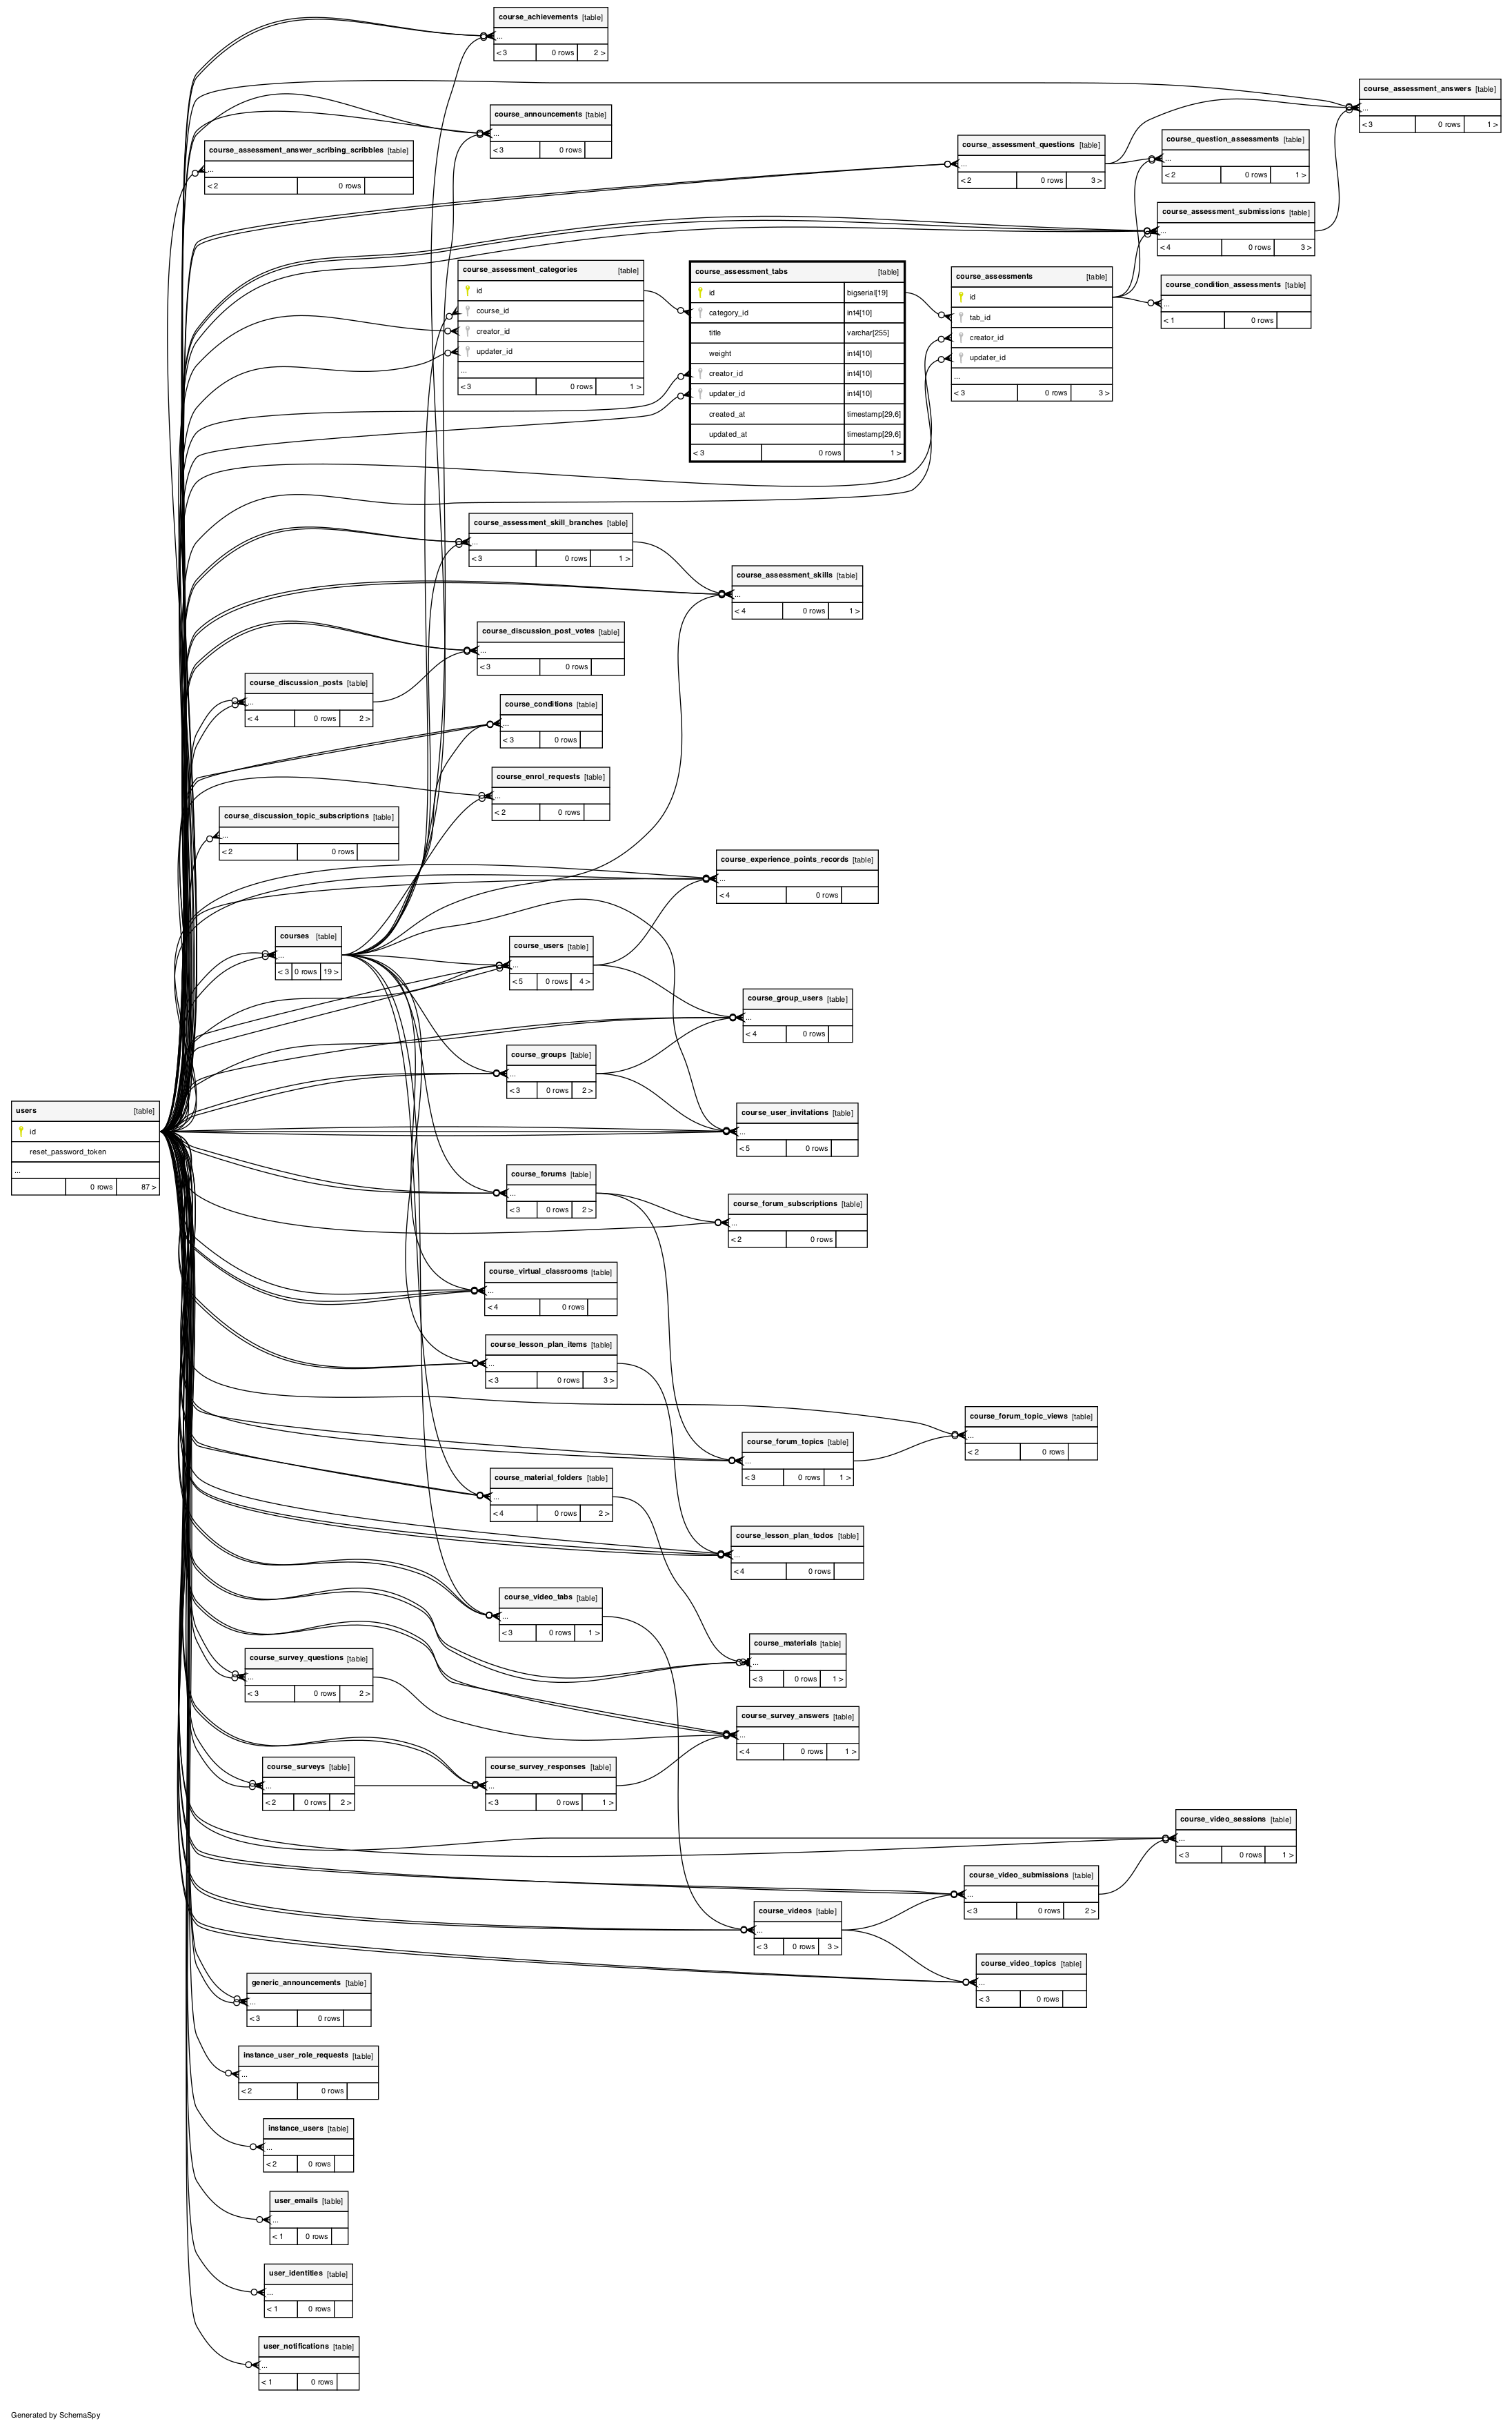 course_achievements [table]
...
< 3 0 rows 2 >
course_assessment_answers [table]
...
< 3 0 rows 1 >
course_announcements [table]
...
< 3 0 rows
course_assessment_questions [table]
...
< 2 0 rows 3 >
course_question_assessments [table]
...
< 2 0 rows 1 >
course_assessment_answer_scribing_scribbles [table]
...
< 2 0 rows
course_assessment_submissions [table]
...
< 4 0 rows 3 >
course_assessment_categories [table]
id
course_id
creator_id
updater_id
...
< 3 0 rows 1 >
course_assessment_tabs [table]
id bigserial[19]
category_id int4[10]
title varchar[255]
weight int4[10]
creator_id int4[10]
updater_id int4[10]
created_at timestamp[29,6]
updated_at timestamp[29,6]
< 3 0 rows 1 >
course_assessments [table]
id
tab_id
creator_id
updater_id
...
< 3 0 rows 3 >
course_condition_assessments [table]
...
< 1 0 rows
course_assessment_skill_branches [table]
...
< 3 0 rows 1 >
course_assessment_skills [table]
...
< 4 0 rows 1 >
course_discussion_post_votes [table]
...
< 3 0 rows
course_discussion_posts [table]
...
< 4 0 rows 2 >
course_conditions [table]
...
< 3 0 rows
course_enrol_requests [table]
...
< 2 0 rows
course_discussion_topic_subscriptions [table]
...
< 2 0 rows
course_experience_points_records [table]
...
< 4 0 rows
courses [table]
...
< 3 0 rows 19 >
course_users [table]
...
< 5 0 rows 4 >
course_group_users [table]
...
< 4 0 rows
course_groups [table]
...
< 3 0 rows 2 >
users [table]
id
reset_password_token
...
0 rows 87 >
course_user_invitations [table]
...
< 5 0 rows
course_forums [table]
...
< 3 0 rows 2 >
course_forum_subscriptions [table]
...
< 2 0 rows
course_virtual_classrooms [table]
...
< 4 0 rows
course_lesson_plan_items [table]
...
< 3 0 rows 3 >
course_forum_topic_views [table]
...
< 2 0 rows
course_forum_topics [table]
...
< 3 0 rows 1 >
course_material_folders [table]
...
< 4 0 rows 2 >
course_lesson_plan_todos [table]
...
< 4 0 rows
course_video_tabs [table]
...
< 3 0 rows 1 >
course_materials [table]
...
< 3 0 rows 1 >
course_survey_questions [table]
...
< 3 0 rows 2 >
course_survey_answers [table]
...
< 4 0 rows 1 >
course_surveys [table]
...
< 2 0 rows 2 >
course_survey_responses [table]
...
< 3 0 rows 1 >
course_video_sessions [table]
...
< 3 0 rows 1 >
course_video_submissions [table]
...
< 3 0 rows 2 >
course_videos [table]
...
< 3 0 rows 3 >
course_video_topics [table]
...
< 3 0 rows
generic_announcements [table]
...
< 3 0 rows
instance_user_role_requests [table]
...
< 2 0 rows
instance_users [table]
...
< 2 0 rows
user_emails [table]
...
< 1 0 rows
user_identities [table]
...
< 1 0 rows
user_notifications [table]
...
< 1 0 rows
Generated by SchemaSpy